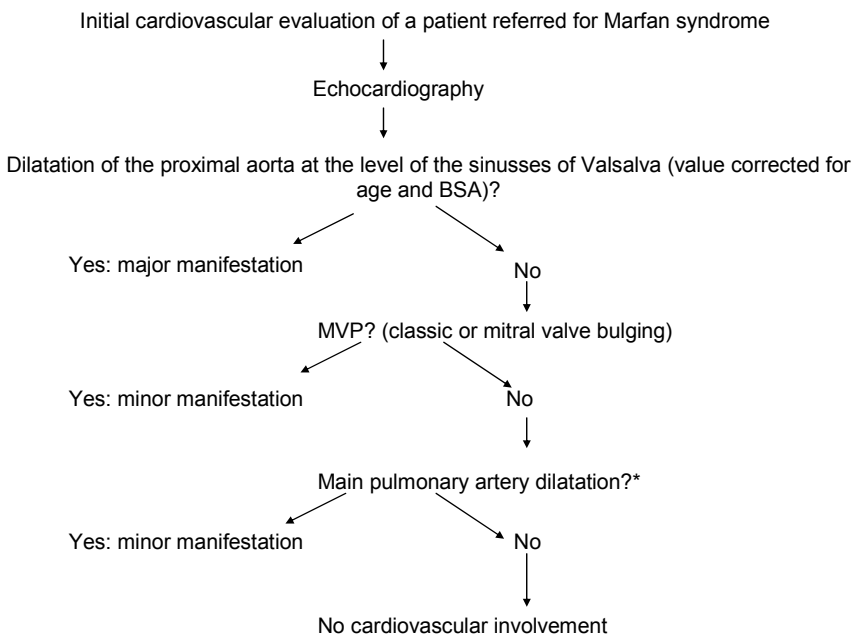 Initial cardiovascular evaluation of a patient referred for Marfan syndrome
Echocardiography
Dilatation of the proximal aorta at the level of the sinusses of Valsalva (value corrected for
age and BSA)?
Yes: major manifestation
No
MVP? (classic or mitral valve bulging)
Yes: minor manifestation
No
Main pulmonary artery dilatation?*
Yes: minor manifestation
No
No cardiovascular involvement